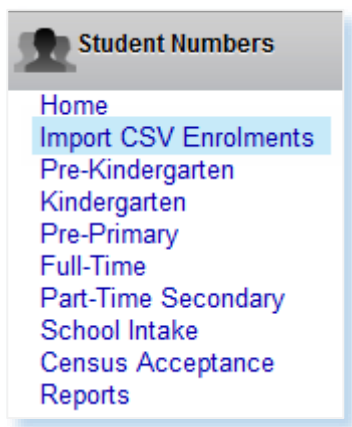 Student Numbers
Home
Import CSV Enrolments
Pre-Kindergarten
Kindergarten
Pre-Primary
Full-Time
Part-Time Secondary
School Intake
Census Acceptance
Reports